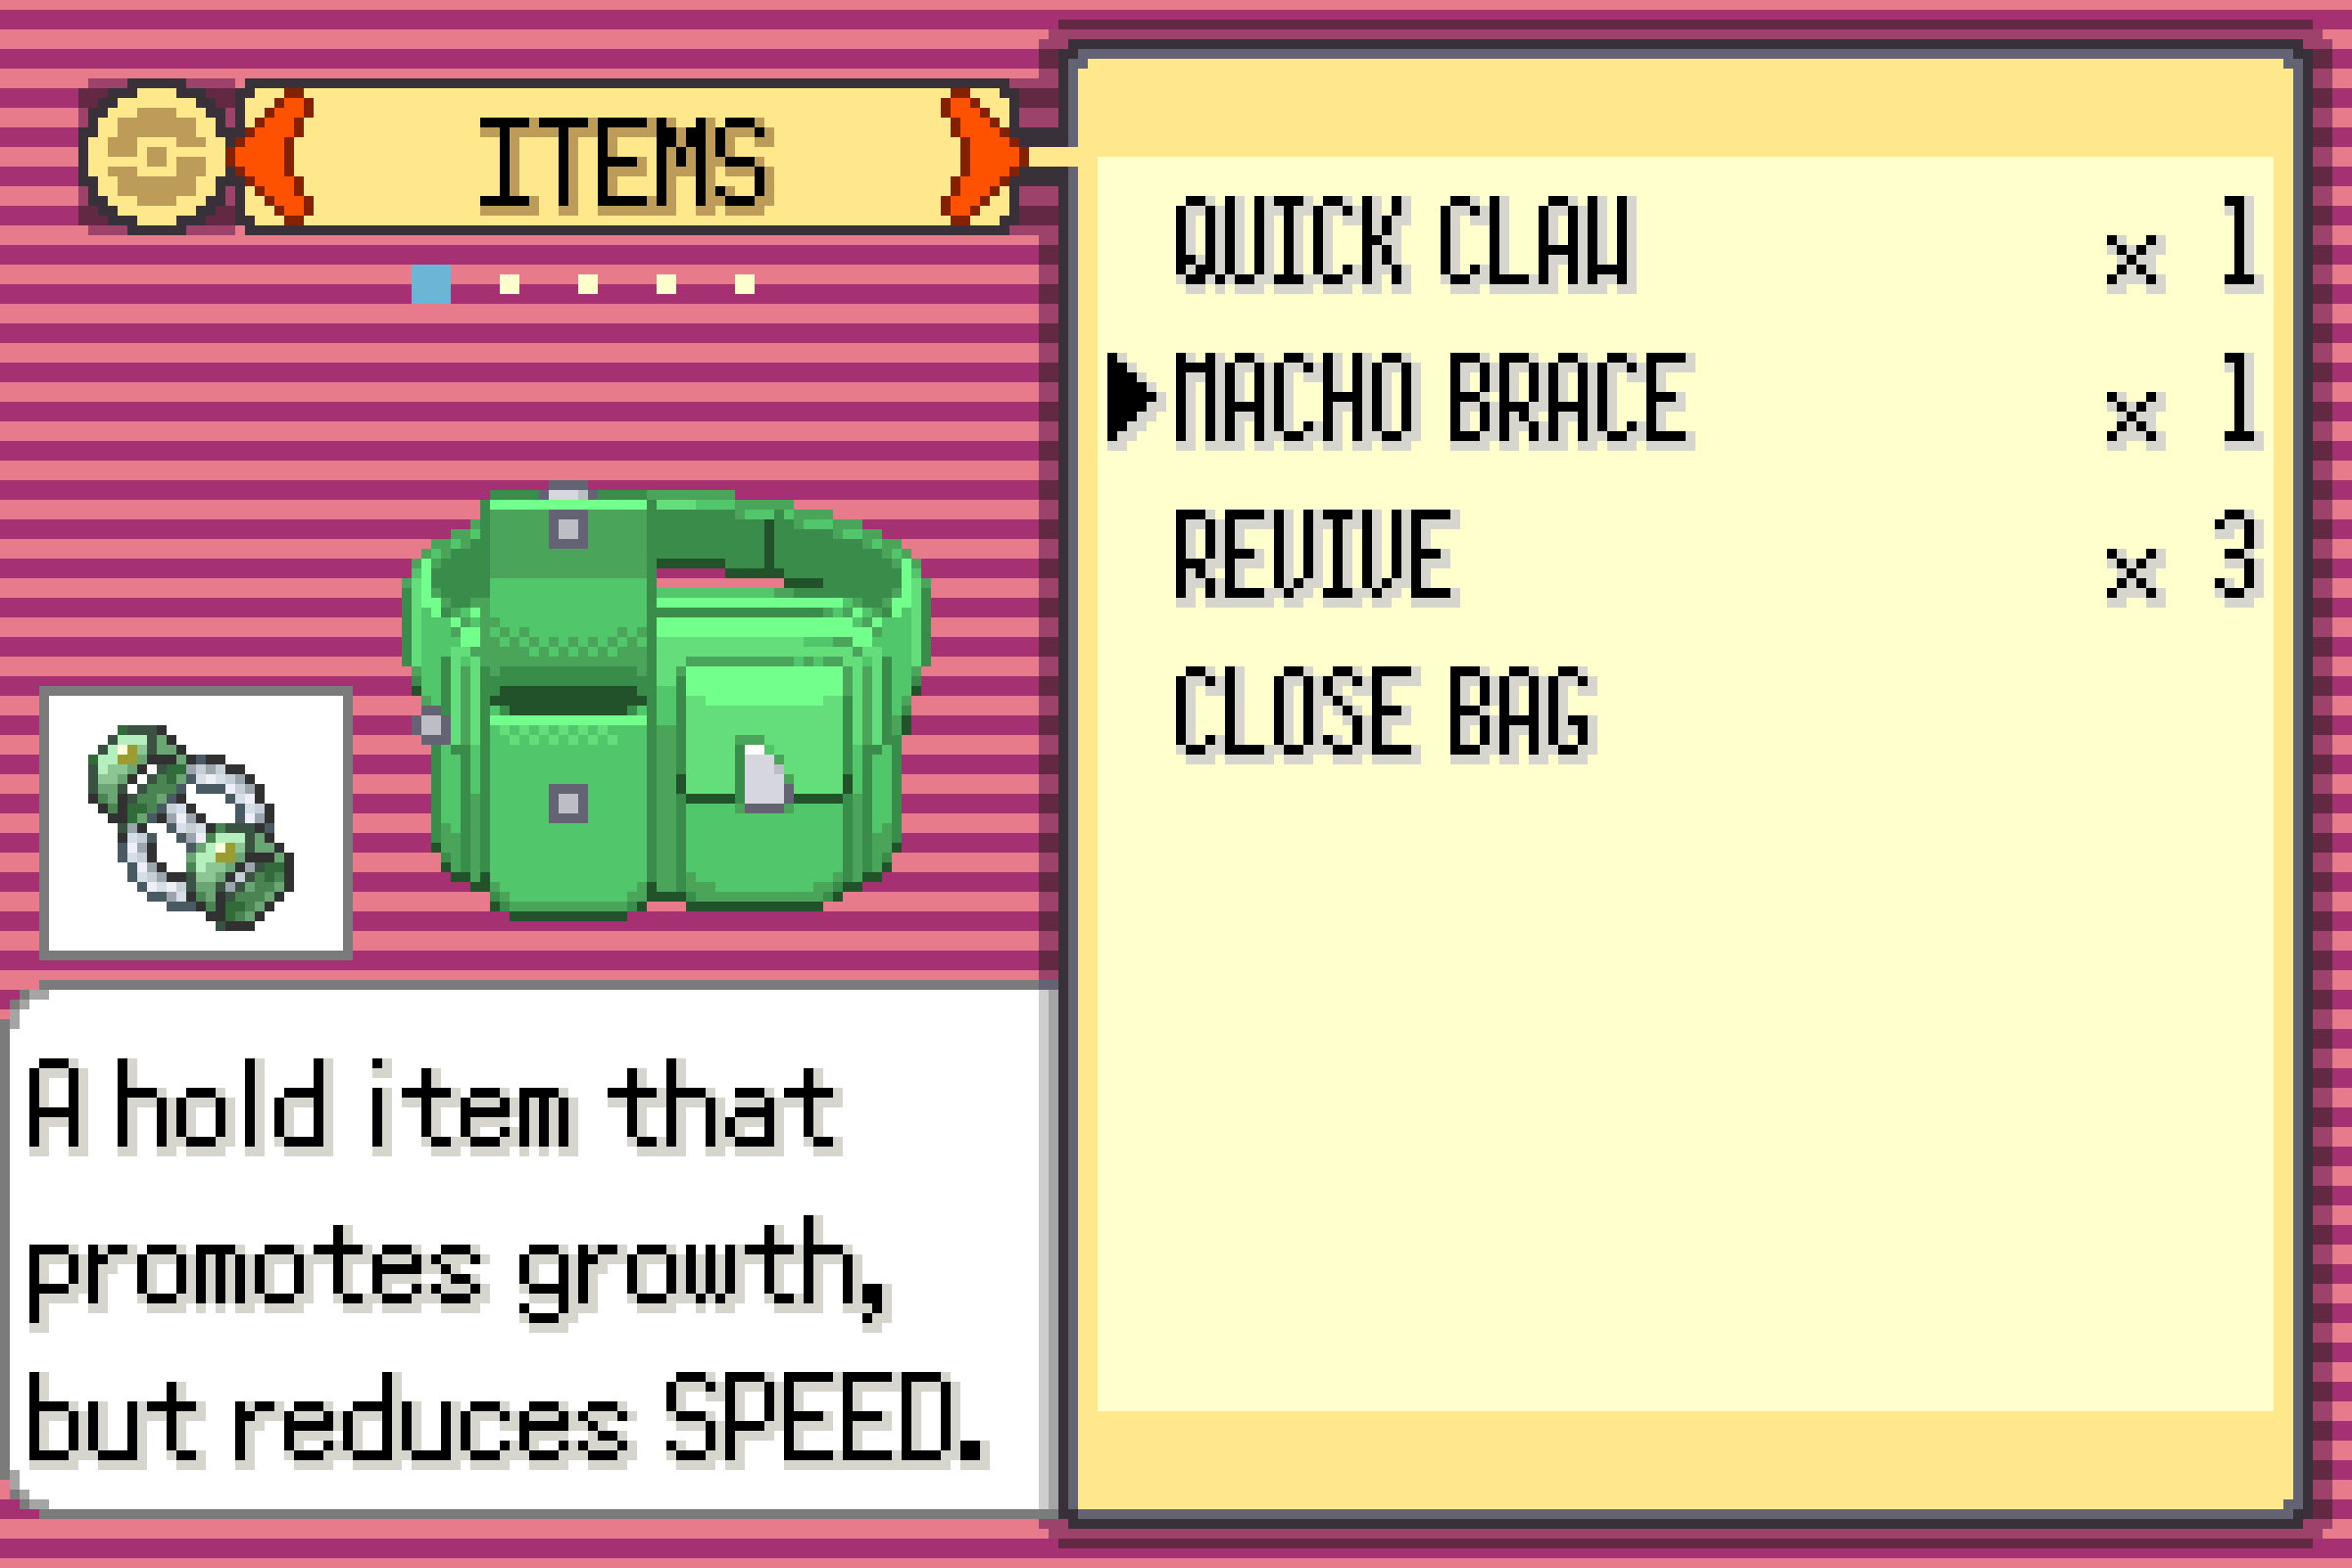 ITEMS
QUICK CLAW × 1
MACHO BRACE × 1
REVIVE × 3
CLOSE BAG
A hold item that
promotes growth,
but reduces SPEED.